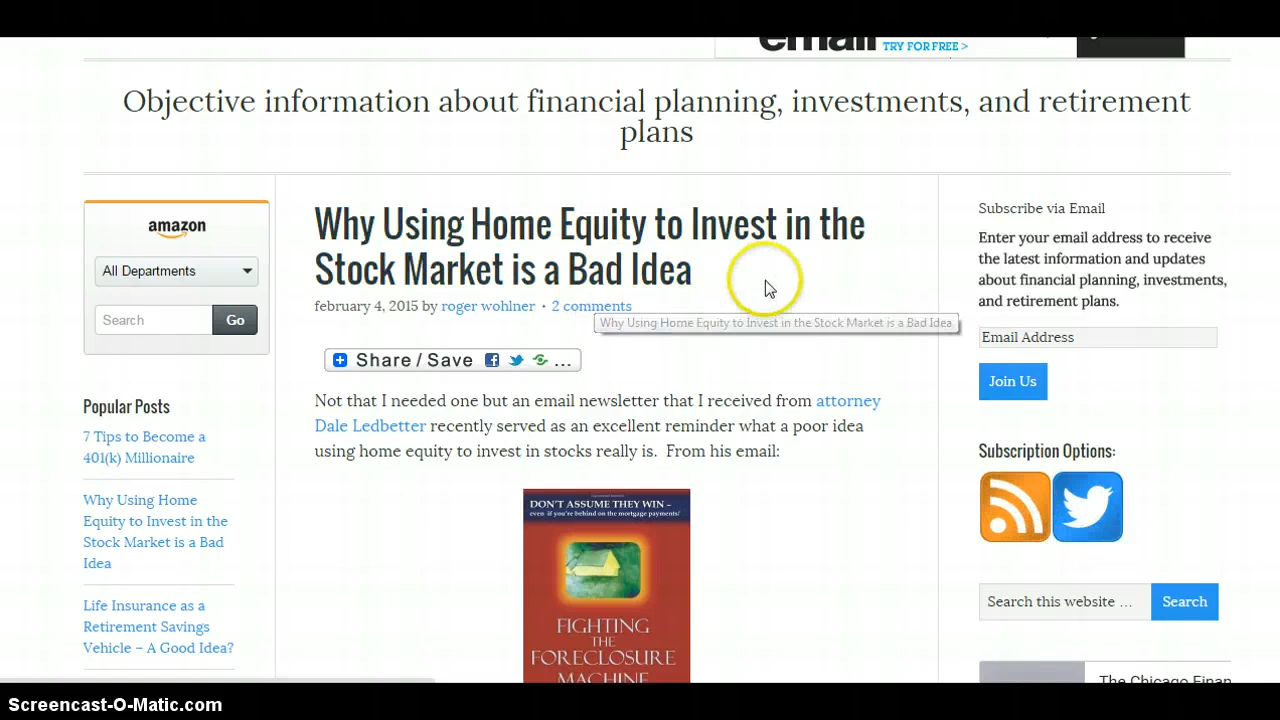 email
TRY FOR FREE >
Objective information about financial planning, investments, and retirement
plans
amazon
All Departments
Search
Go
Popular Posts
7 Tips to Become a
401(k) Millionaire
Why Using Home
Equity to Invest in the
Stock Market is a Bad
Idea
Life Insurance as a
Retirement Savings
Vehicle – A Good Idea?
Why Using Home Equity to Invest in the
Stock Market is a Bad Idea
february 4, 2015 by roger wohlner · 2 comments
Why Using Home Equity to Invest in the Stock Market is a Bad Idea
Share / Save ...
Not that I needed one but an email newsletter that I received from attorney
Dale Ledbetter recently served as an excellent reminder what a poor idea
using home equity to invest in stocks really is. From his email:
DON'T ASSUME THEY WIN –
even if you're behind on the mortgage payments!
FIGHTING
THE
FORECLOSURE
MACHINE
Subscribe via Email
Enter your email address to receive
the latest information and updates
about financial planning, investments,
and retirement plans.
Email Address
Join Us
Subscription Options:
Search this website ...
Search
The Chicago Finan
Screencast-O-Matic.com